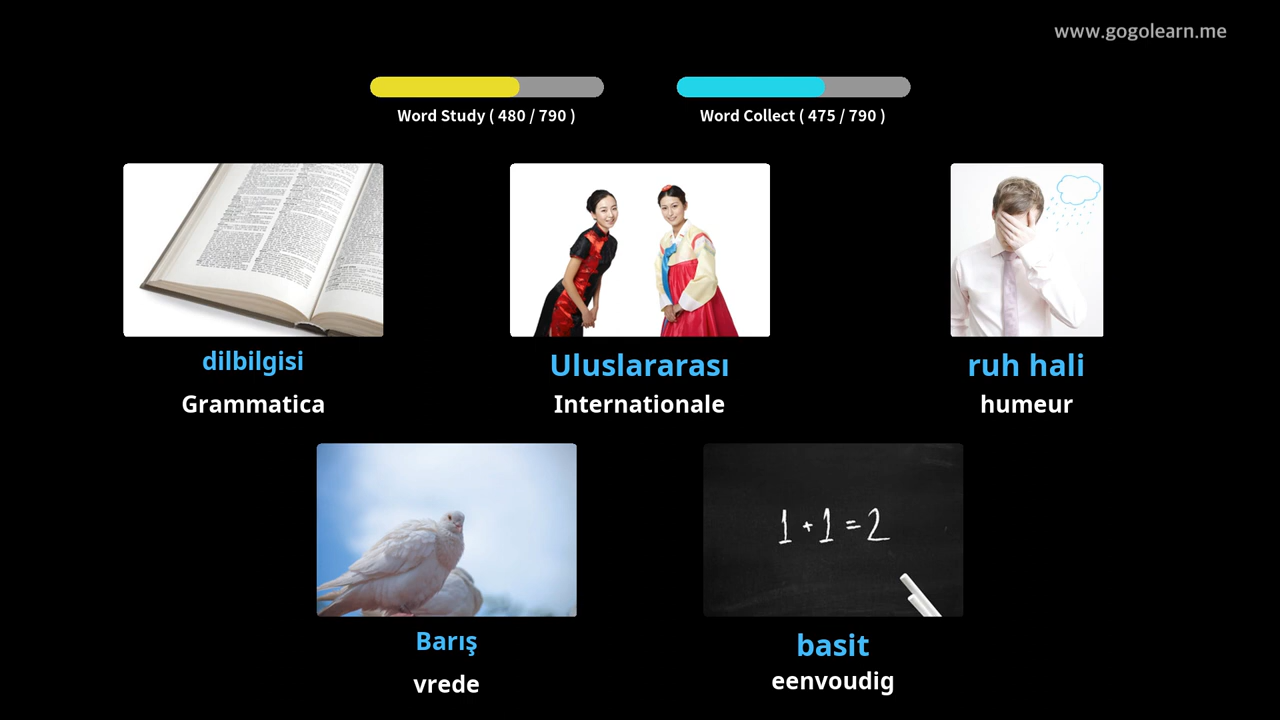 www.gogolearn.me
Word Study ( 480 / 790 )
Word Collect ( 475 / 790 )
dilbilgisi
Grammatica
Uluslararası
Internationale
ruh hali
humeur
1 + 1 = 2
Barış
vrede
basit
eenvoudig